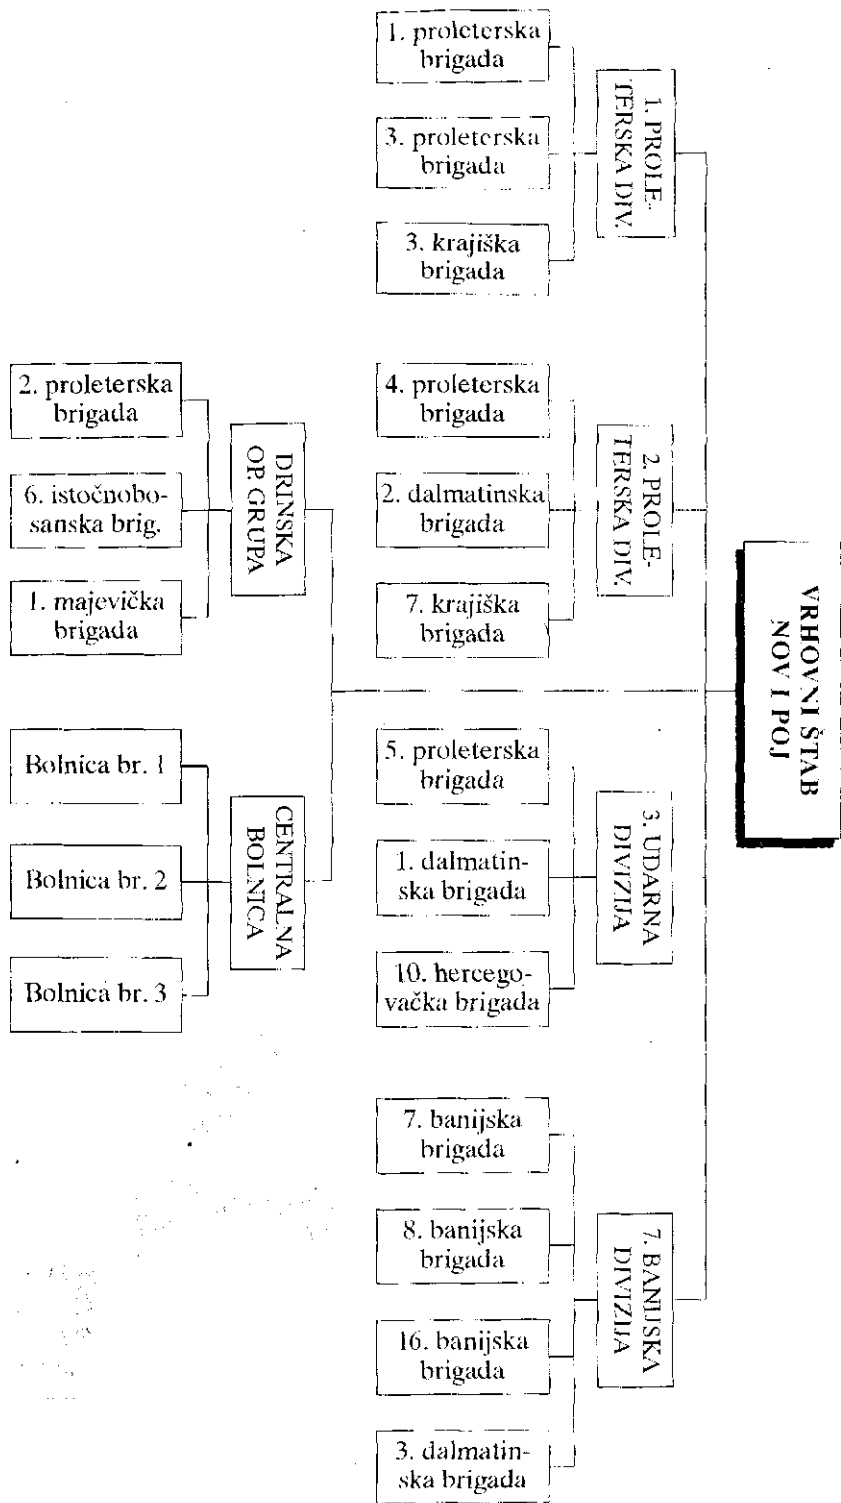 VRHOVNI ŠTAB
NOV I POJ
1. PROLE-
TERSKA DIV.
1. proleterska
brigada
3. proleterska
brigada
3. krajiška
brigada
2. PROLE-
TERSKA DIV.
4. proleterska
brigada
2. dalmatinska
brigada
7. krajiška
brigada
3. UDARNA
DIVIZIJA
5. proleterska
brigada
1. dalmatin-
ska brigada
10. hercego-
vačka brigada
7. BANIJSKA
DIVIZIJA
7. banijska
brigada
8. banijska
brigada
16. banijska
brigada
3. dalmatin-
ska brigada
DRINSKA
OP. GRUPA
2. proleterska
brigada
6. istočnobo-
sanska brig.
1. majevička
brigada
CENTRALNA
BOLNICA
Bolnica br. 1
Bolnica br. 2
Bolnica br. 3